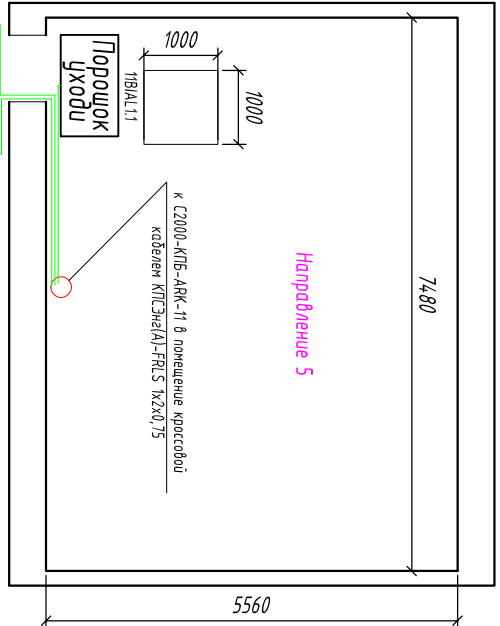 7480
5560
Направление 5
1000
1000
Порошок
уходи
11BIAL1.1
к С2000-КПБ-ARK-11 в помещение кроссовой
кабелем КПСЭнг(А)-FRLS 1х2х0,75